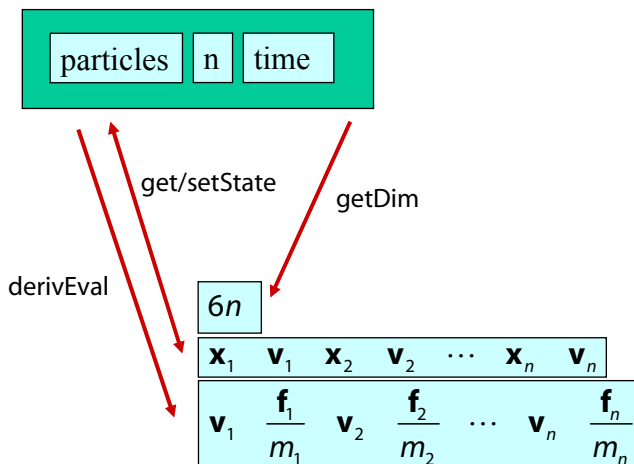 particles n time
get/setState
getDim
derivEval
6n
x₁ v₁ x₂ v₂ ⋯ xₙ vₙ
v₁ f₁/m₁ v₂ f₂/m₂ ⋯ vₙ fₙ/mₙ